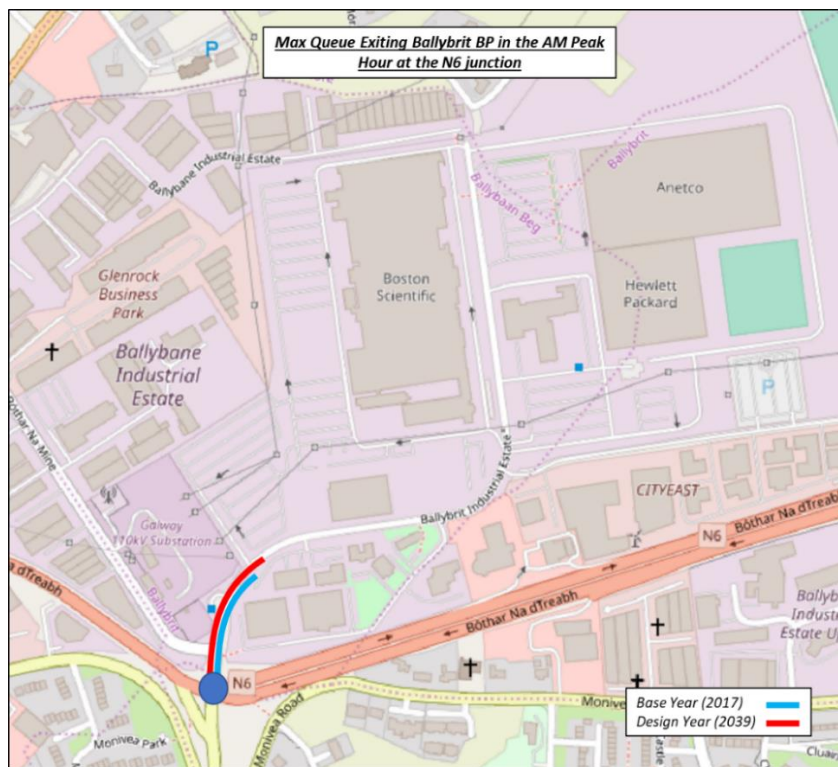 Max Queue Exiting Ballybrit BP in the AM Peak
Hour at the N6 junction
P
Ballybane Industrial Estate
Ballybrit
Ballybaan Beg
Anetco
Boston
Scientific
Hewlett
Packard
Glenrock
Business
Park
Ballybane
Industrial
Estate
Bóthar Na Mine
P
Ballybrit Industrial Estate
CITYEAST
Galway
110kV Substation
N6
Bóthar Na dTreabh
Bóthar Na dTreabh
Ballybrit
N6
Bóthar Na dTreabh
Monivea Road
Monivea Park
Base Year (2017)
Design Year (2039)